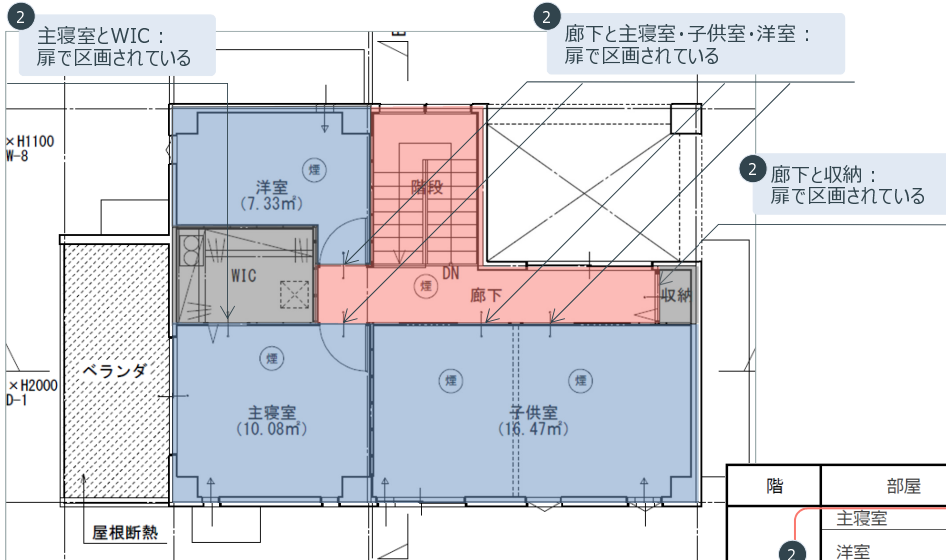 2
主寝室とWIC：
扉で区画されている
2
廊下と主寝室・子供室・洋室：
扉で区画されている
×H1100
W-8
2
廊下と収納：
扉で区画されている
煙
洋室
(7.33㎡)
階段
WIC
DN
煙
廊下
収納
×H2000
D-1
ベランダ
煙
煙
煙
主寝室
(10.08㎡)
子供室
(16.47㎡)
屋根断熱
階
部屋
主寝室
2
洋室